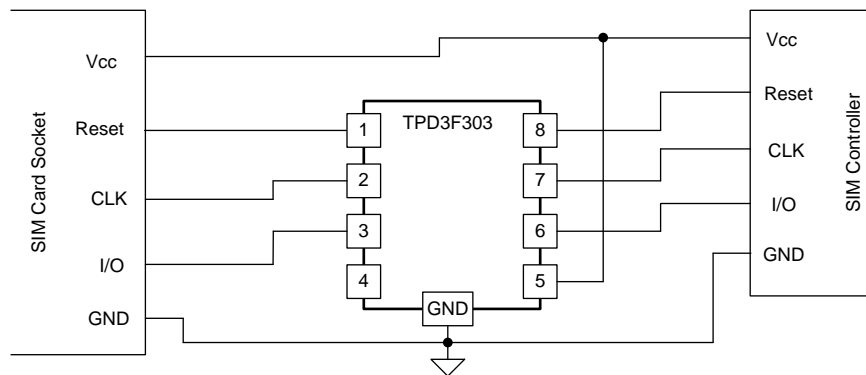 SIM Card Socket
Vcc
Reset
CLK
I/O
GND
TPD3F303
1
2
3
4
8
7
6
5
GND
Vcc
Reset
CLK
I/O
GND
SIM Controller